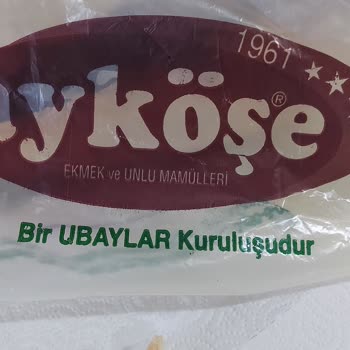 1961
yköşe®
EKMEK ve UNLU MAMÜLLERİ
Bir UBAYLAR Kuruluşudur